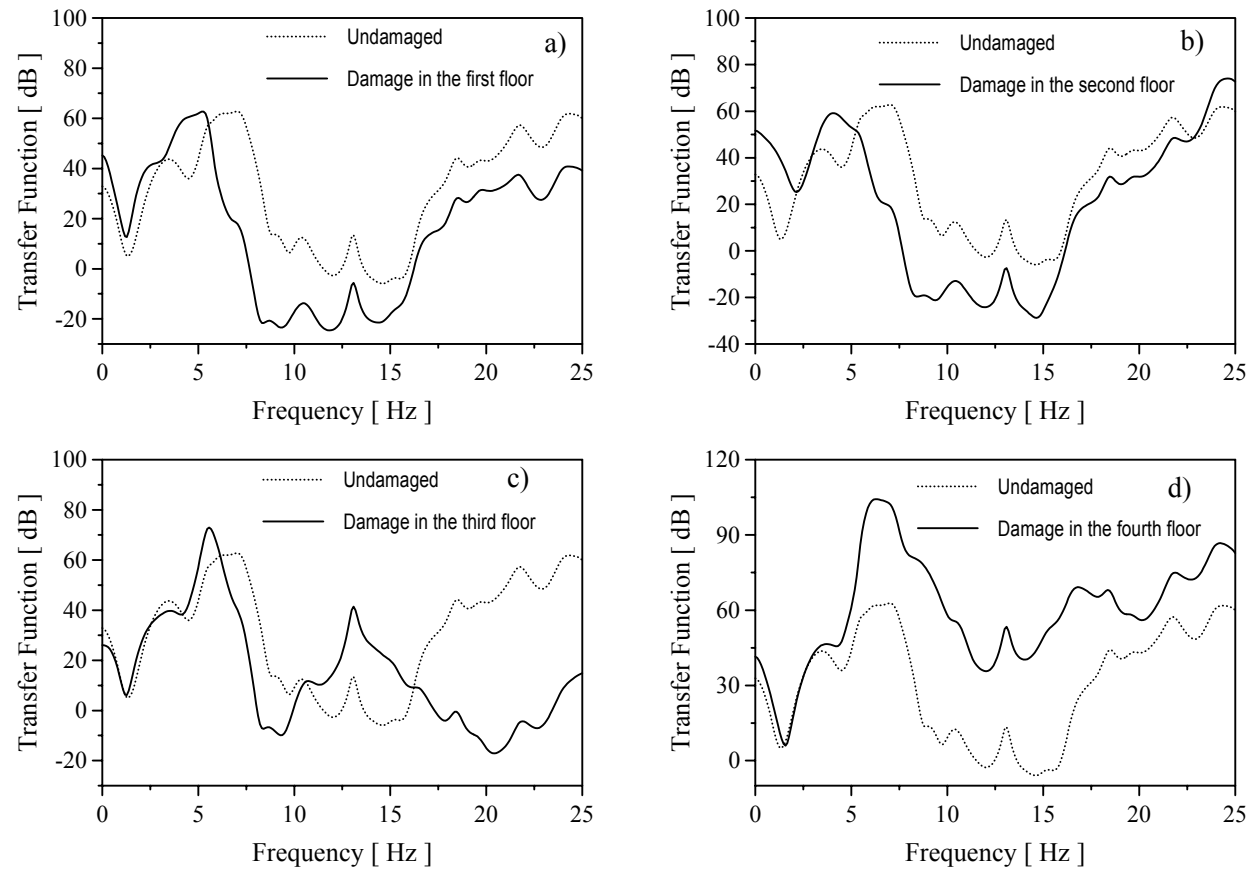 100
80
60
40
20
0
-20
Transfer Function [ dB ]
Undamaged
Damage in the first floor
a)
0
5
10
15
20
25
Frequency [ Hz ]
100
80
60
40
20
0
-20
-40
Transfer Function [ dB ]
Undamaged
Damage in the second floor
b)
0
5
10
15
20
25
Frequency [ Hz ]
100
80
60
40
20
0
-20
Transfer Function [ dB ]
Undamaged
Damage in the third floor
c)
0
5
10
15
20
25
Frequency [ Hz ]
120
90
60
30
0
Transfer Function [ dB ]
Undamaged
Damage in the fourth floor
d)
0
5
10
15
20
25
Frequency [ Hz ]